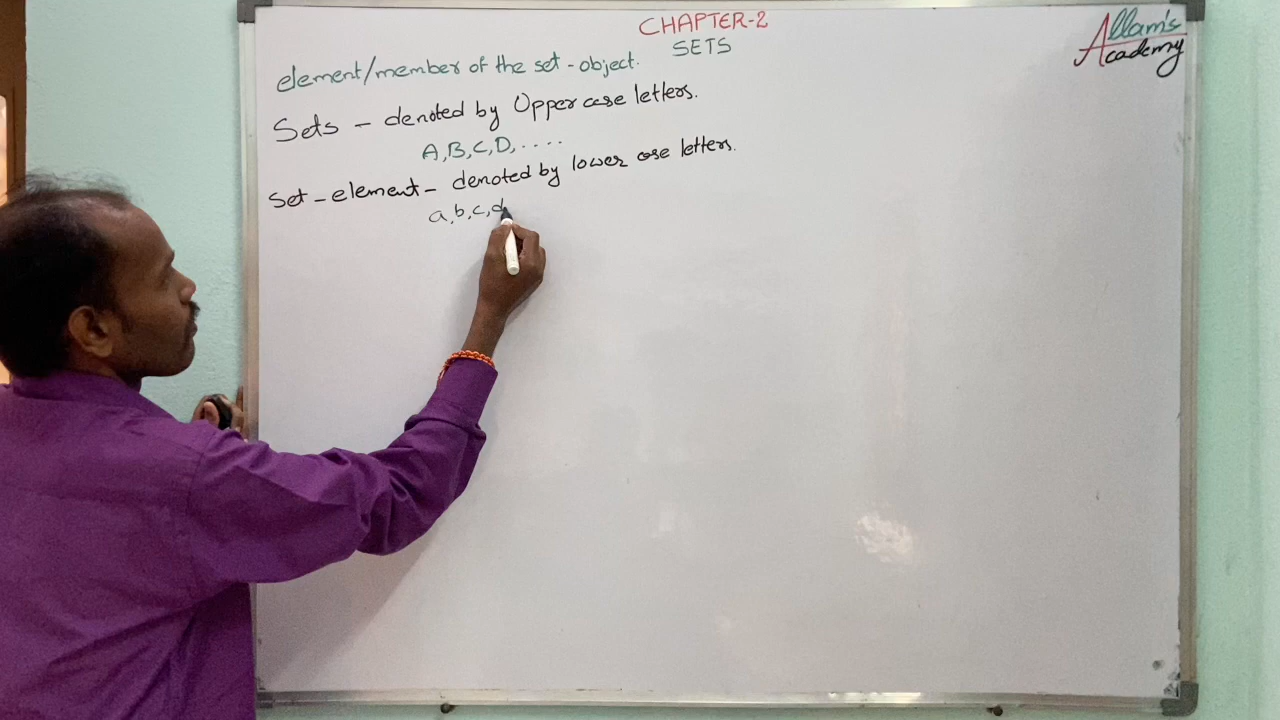 CHAPTER-2
SETS
Allam's
Academy
element/member of the set - object.
Sets - denoted by Upper case letters.
A, B, C, D, ....
Set - element - denoted by lower case letters.
a, b, c, d